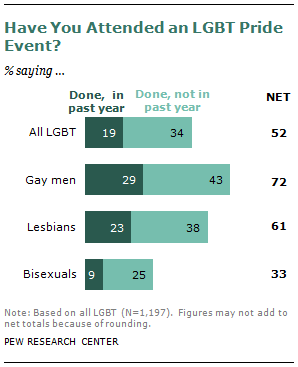 Have You Attended an LGBT Pride
Event?
% saying ...
Done, in
past year
Done, not in
past year
NET
All LGBT 19 34 52
Gay men 29 43 72
Lesbians 23 38 61
Bisexuals 9 25 33
Note: Based on all LGBT (N=1,197). Figures may not add to
net totals because of rounding.
PEW RESEARCH CENTER